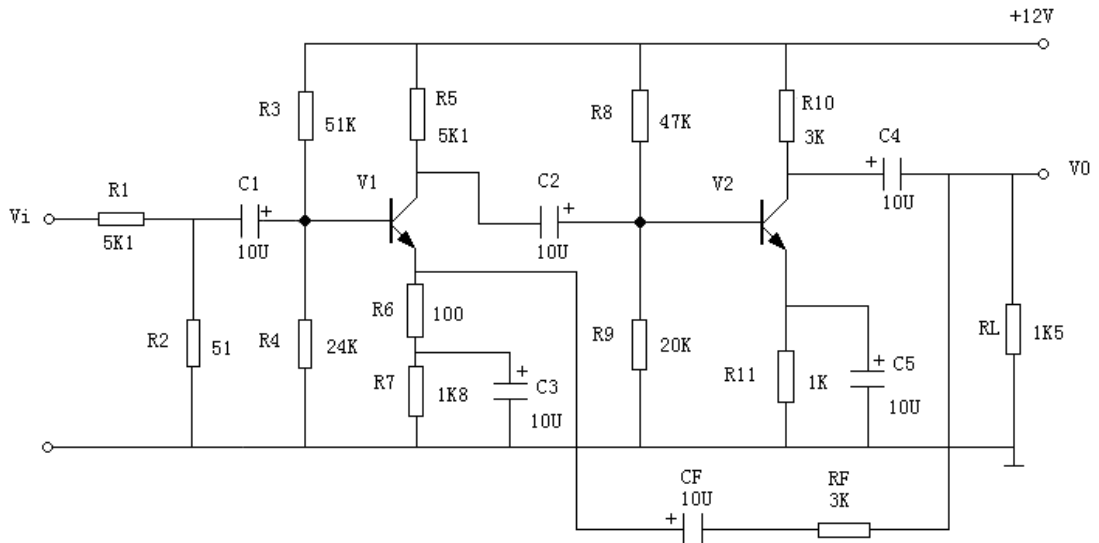 +12V
R3
51K
R5
5K1
R8
47K
R10
3K
C4
+
10U
V0
Vi
R1
5K1
C1
+
10U
V1
C2
+
10U
V2
R2
51
R4
24K
R6
100
R7
1K8
+
C3
10U
R9
20K
R11
1K
+
C5
10U
RL
1K5
CF
10U
+
RF
3K